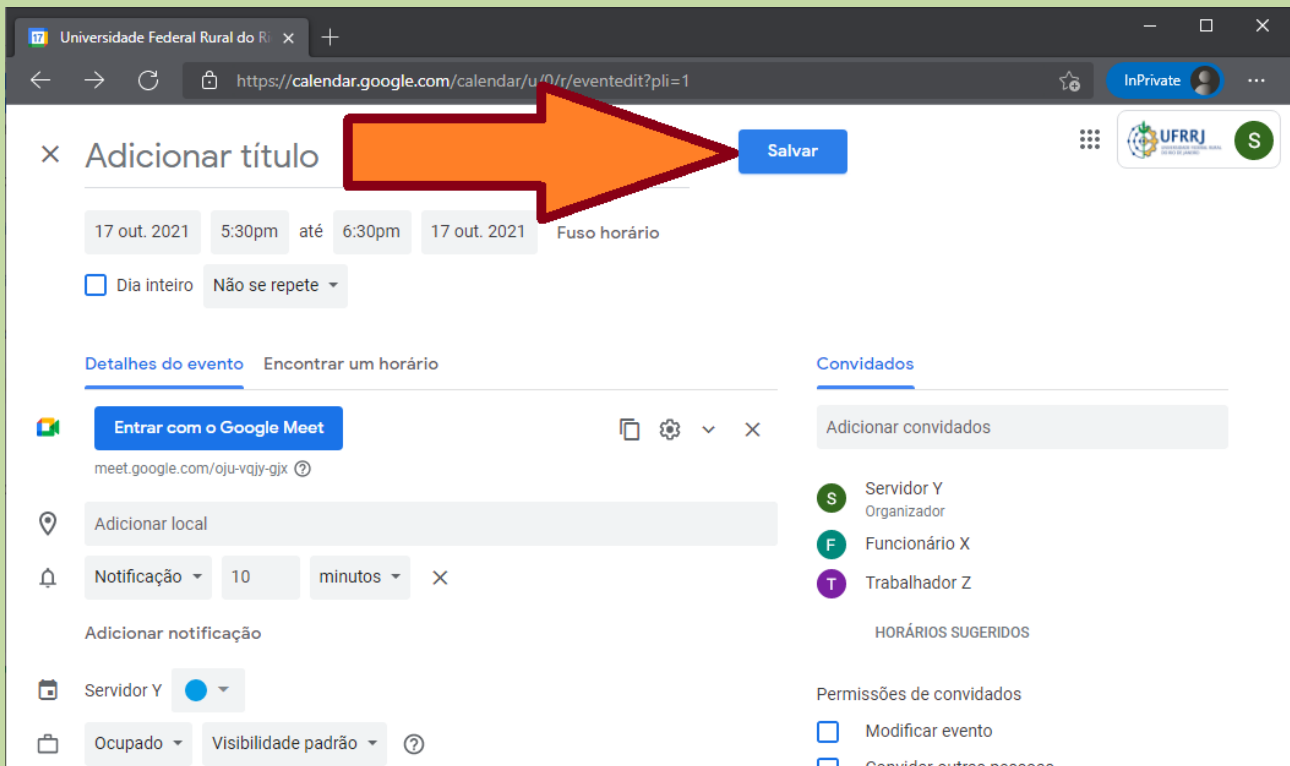 17 Universidade Federal Rural do Ri
https://calendar.google.com/calendar/u/0/r/eventedit?pli=1
InPrivate
Adicionar título
Salvar
UFRRJ
S
17 out. 2021 5:30pm até 6:30pm 17 out. 2021 Fuso horário
Dia inteiro Não se repete
Detalhes do evento Encontrar um horário
Entrar com o Google Meet
meet.google.com/oju-vqjy-gjx
Adicionar local
Notificação 10 minutos
Adicionar notificação
Servidor Y
Ocupado Visibilidade padrão
Convidados
Adicionar convidados
S Servidor Y
Organizador
F Funcionário X
T Trabalhador Z
HORÁRIOS SUGERIDOS
Permissões de convidados
Modificar evento
Convidar outras pessoas